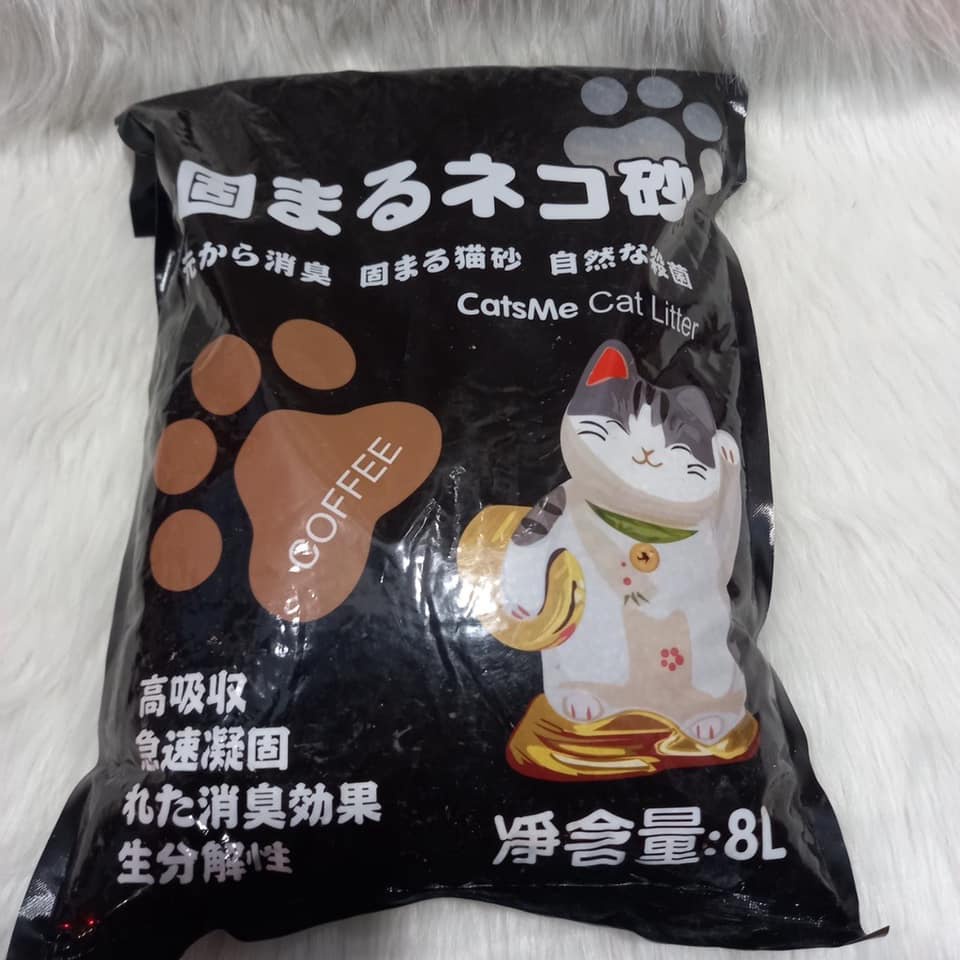 固まるネコ砂
元から消臭 固まる猫砂 自然な殺菌
CatsMe Cat Litter
COFFEE
高吸収
急速凝固
れた消臭効果
生分解性
净含量:8L